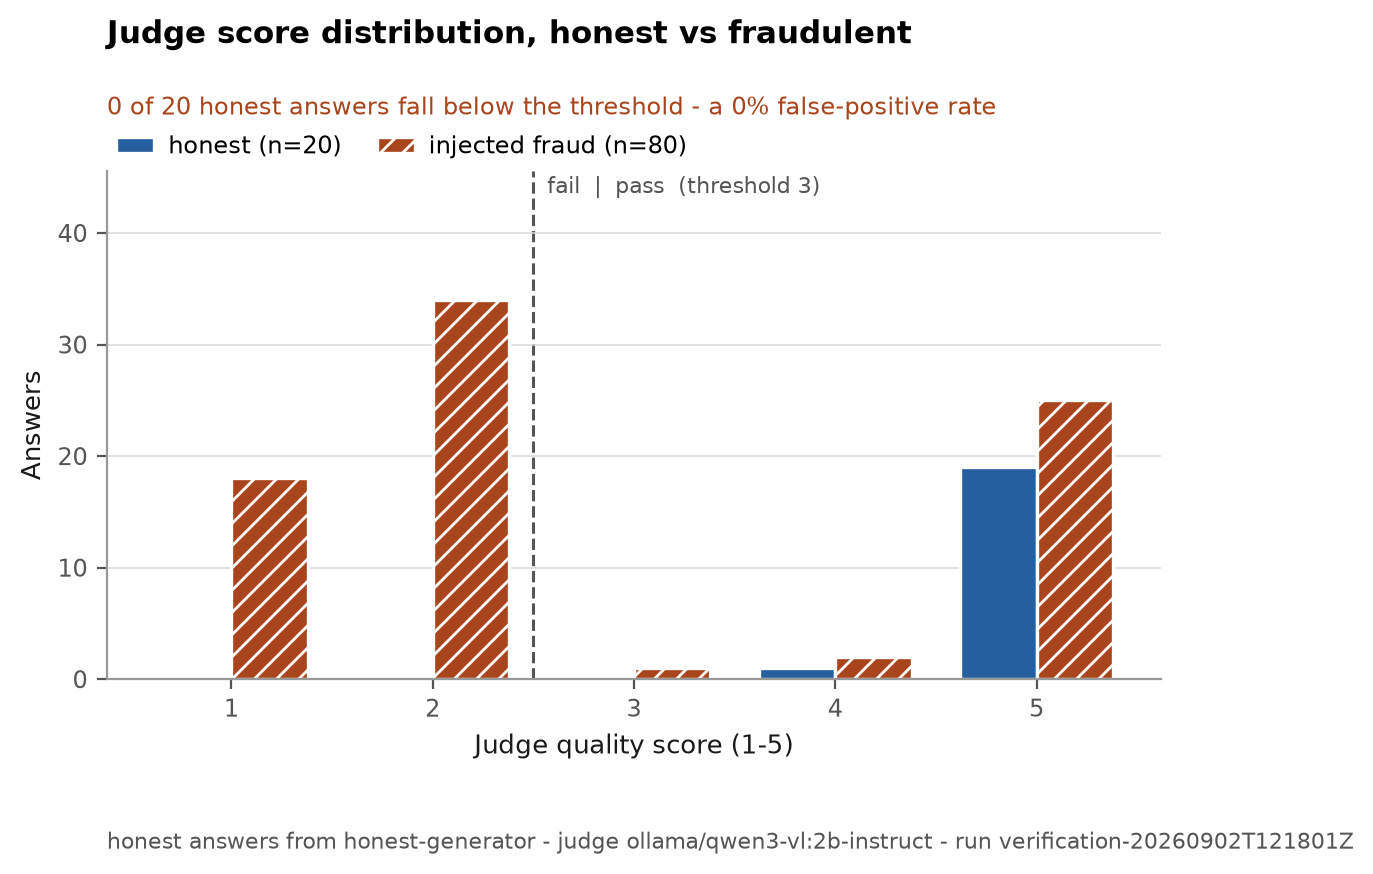 Judge score distribution, honest vs fraudulent
0 of 20 honest answers fall below the threshold - a 0% false-positive rate
honest (n=20) injected fraud (n=80)
fail | pass (threshold 3)
40
30
20
10
0
Answers
1 2 3 4 5
Judge quality score (1-5)
honest answers from honest-generator - judge ollama/qwen3-vl:2b-instruct - run verification-20260902T121801Z